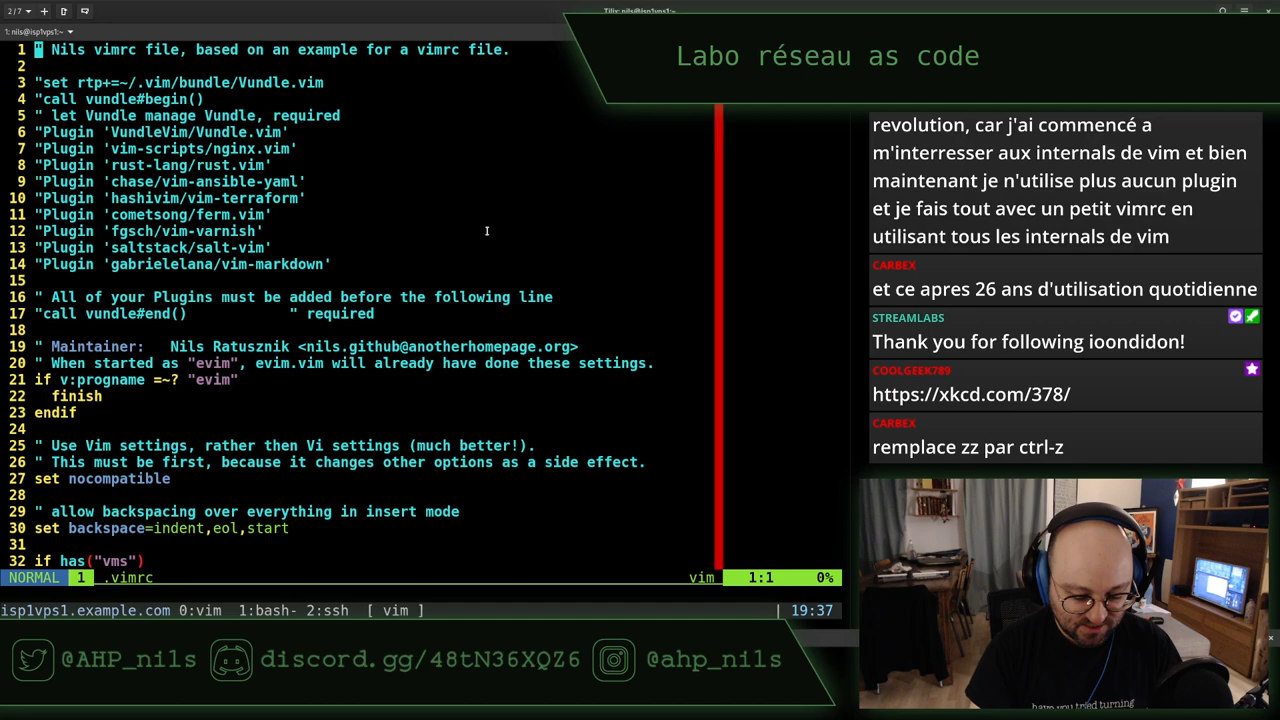 2/7
Tilix: nils@isp1vps:~
1: nils@isp1vps:~
Labo réseau as code
1 " Nils vimrc file, based on an example for a vimrc file.
2
3 "set rtp+=~/.vim/bundle/Vundle.vim
4 "call vundle#begin()
5 " let Vundle manage Vundle, required
6 "Plugin 'VundleVim/Vundle.vim'
7 "Plugin 'vim-scripts/nginx.vim'
8 "Plugin 'rust-lang/rust.vim'
9 "Plugin 'chase/vim-ansible-yaml'
10 "Plugin 'hashivim/vim-terraform'
11 "Plugin 'cometsong/ferm.vim'
12 "Plugin 'fgsch/vim-varnish'
13 "Plugin 'saltstack/salt-vim'
14 "Plugin 'gabrielelana/vim-markdown'
15
16 " All of your Plugins must be added before the following line
17 "call vundle#end()            " required
18
19 " Maintainer:   Nils Ratusznik <nils.github@anotherhomepage.org>
20 " When started as "evim", evim.vim will already have done these settings.
21 if v:progname =~? "evim"
22   finish
23 endif
24
25 " Use Vim settings, rather then Vi settings (much better!).
26 " This must be first, because it changes other options as a side effect.
27 set nocompatible
28
29 " allow backspacing over everything in insert mode
30 set backspace=indent,eol,start
31
32 if has("vms")
NORMAL 1 .vimrc vim 1:1 0%
isp1vps1.example.com 0:vim  1:bash- 2:ssh  [ vim ] | 19:37
revolution, car j'ai commencé a
m'interresser aux internals de vim et bien
maintenant je n'utilise plus aucun plugin
et je fais tout avec un petit vimrc en
utilisant tous les internals de vim
CARBEX
et ce apres 26 ans d'utilisation quotidienne
STREAMLABS
Thank you for following ioondidon!
COOLGEEK789
https://xkcd.com/378/
CARBEX
remplace zz par ctrl-z
have you tried turning
@AHP_nils discord.gg/48tN36XQZ6 @ahp_nils